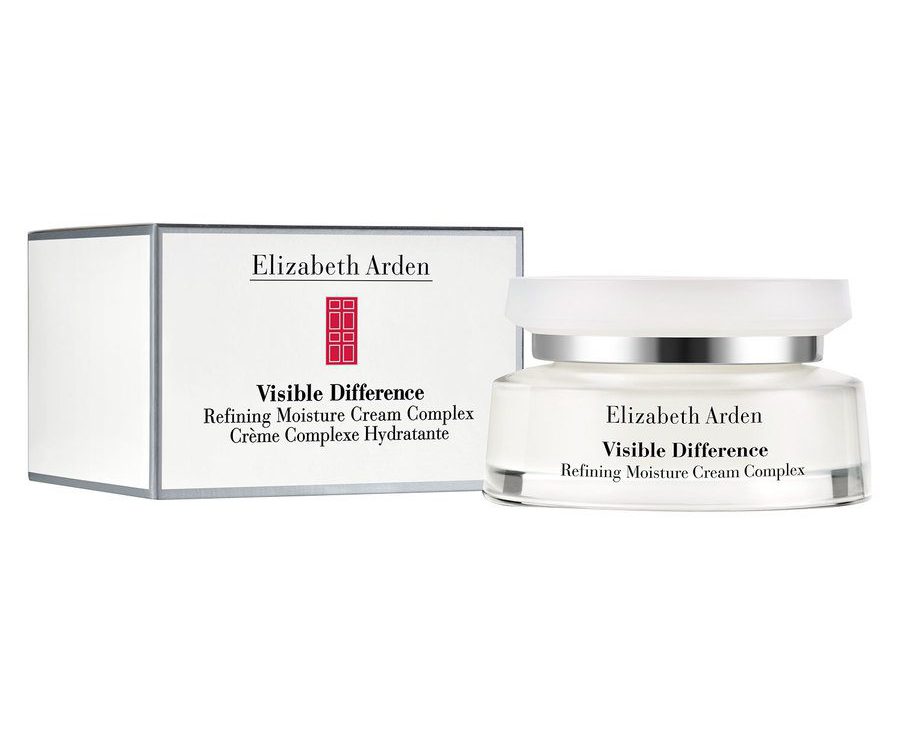 Elizabeth Arden
Visible Difference
Refining Moisture Cream Complex
Crème Complexe Hydratante
Elizabeth Arden
Visible Difference
Refining Moisture Cream Complex